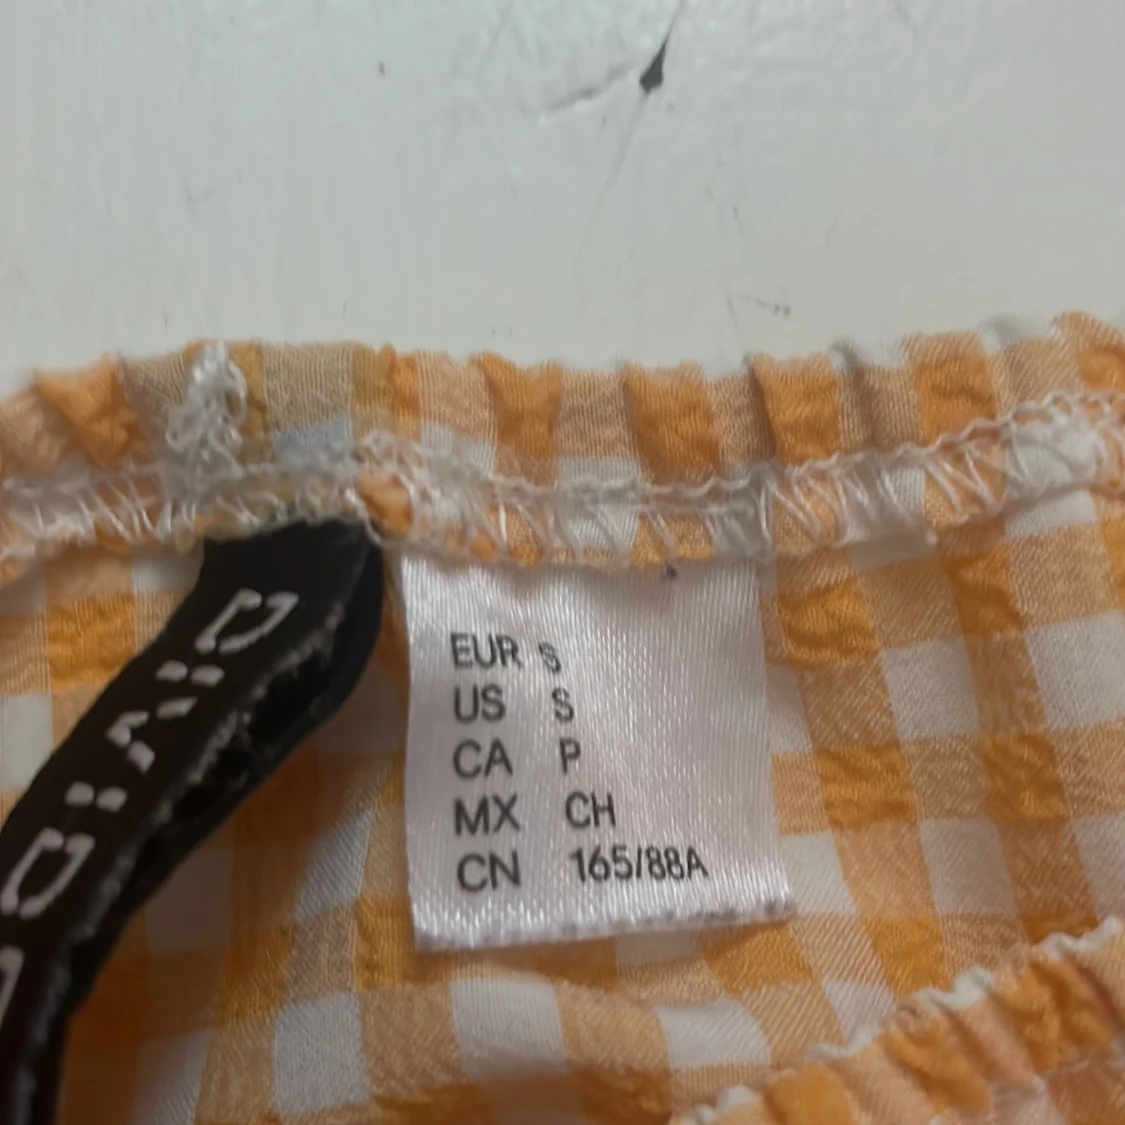 EUR S
US S
CA P
MX CH
CN 165/88A